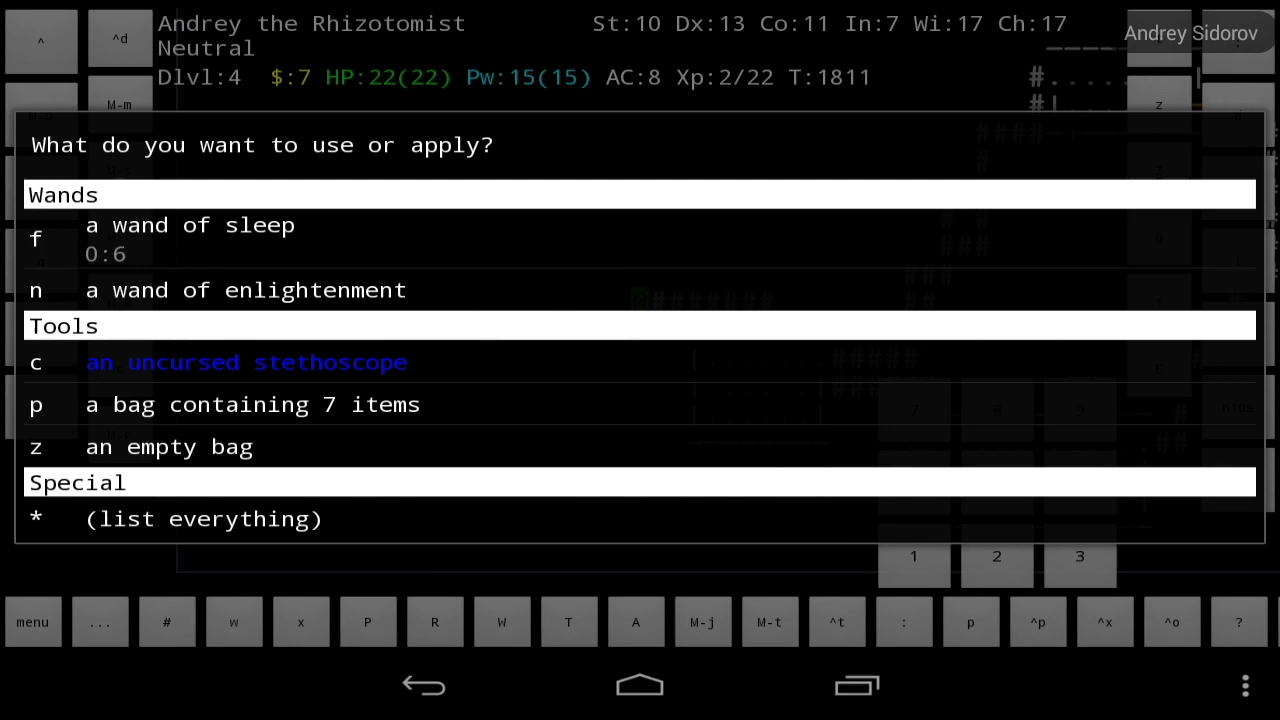 Andrey the Rhizotomist St:10 Dx:13 Co:11 In:7 Wi:17 Ch:17
Neutral
Dlvl:4 $:7 HP:22(22) Pw:15(15) AC:8 Xp:2/22 T:1811
Andrey Sidorov
^ ^d
M-m
z
What do you want to use or apply?
Wands
f a wand of sleep
0:6
n a wand of enlightenment
Tools
c an uncursed stethoscope
p a bag containing 7 items
z an empty bag
Special
* (list everything)
7 8 9
1 2 3
menu ... # w x P R W T A M-j M-t ^t : p ^p ^x ^o ?